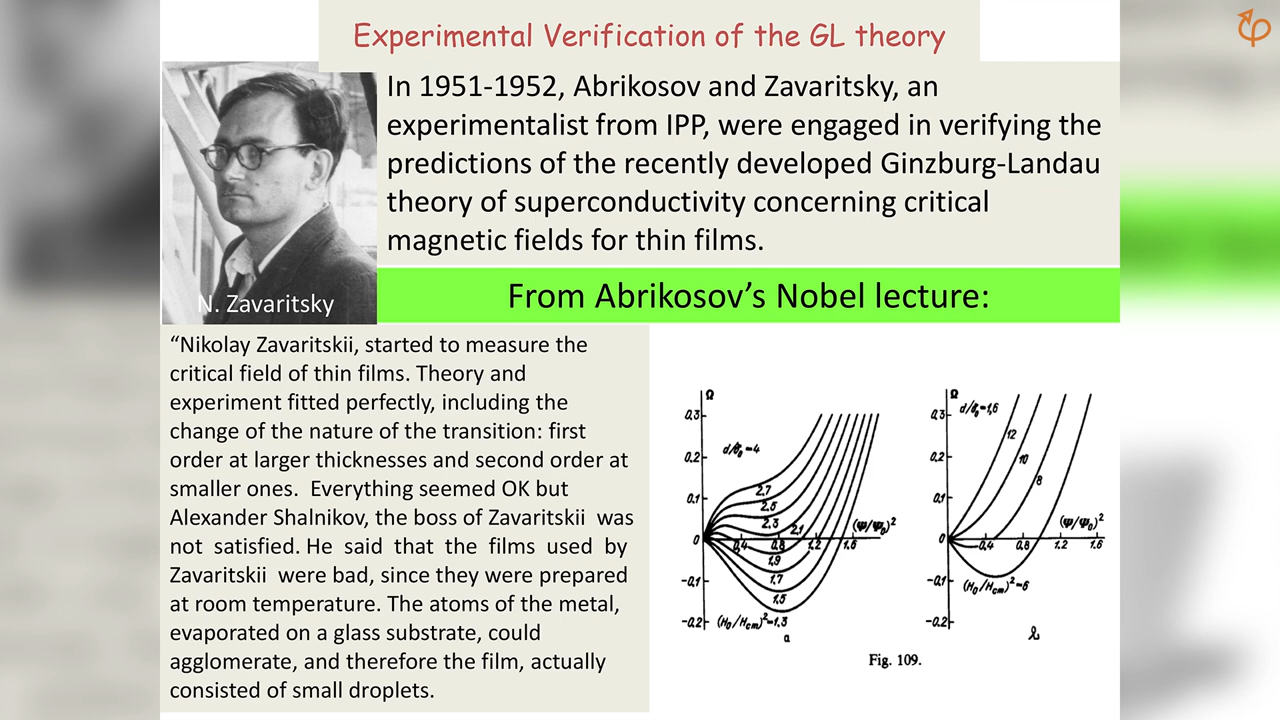 Experimental Verification of the GL theory
In 1951-1952, Abrikosov and Zavaritsky, an
experimentalist from IPP, were engaged in verifying the
predictions of the recently developed Ginzburg-Landau
theory of superconductivity concerning critical
magnetic fields for thin films.
N. Zavaritsky
From Abrikosov’s Nobel lecture:
“Nikolay Zavaritskii, started to measure the
critical field of thin films. Theory and
experiment fitted perfectly, including the
change of the nature of the transition: first
order at larger thicknesses and second order at
smaller ones. Everything seemed OK but
Alexander Shalnikov, the boss of Zavaritskii was
not satisfied. He said that the films used by
Zavaritskii were bad, since they were prepared
at room temperature. The atoms of the metal,
evaporated on a glass substrate, could
agglomerate, and therefore the film, actually
consisted of small droplets.
Ω
0,3
0.2
0.1
0
-0,1
-0,2
d/δ₀=4
2,7
2,5
2,3
2,1
1,9
1,7
1,5
(H₀/Hcm)²=1,3
0,4
0,8
1,2
1,6
(Ψ/Ψ₀)²
a
Ω
0,3
0,2
0,1
0
-0,1
-0,2
d/δ₀=1,6
12
10
8
(H₀/Hcm)²=6
0,4
0,8
1,2
1,6
(Ψ/Ψ₀)²
Fig. 109.